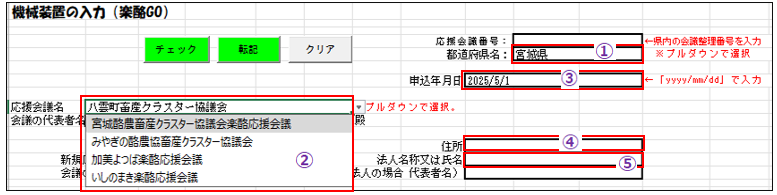 機械装置の入力（楽酪GO）
チェック 転記 クリア
応援会議番号： ←県内の会議整理番号を入力
都道府県名： 宮城県 ① ※プルダウンで選択
申込年月日 2025/5/1 ③ ←「yyyy/mm/dd」で入力
応援会議名 八雲町畜産クラスター協議会 プルダウンで選択。
会議の代表者名 殿
宮城酪農畜産クラスター協議会楽酪応援会議
みやぎの酪農協畜産クラスター協議会
加美よつば楽酪応援会議
いしのまき楽酪応援会議
②
住所 ④
新規 法人名称又は氏名 ⑤
会議の 法人の場合 代表者名）